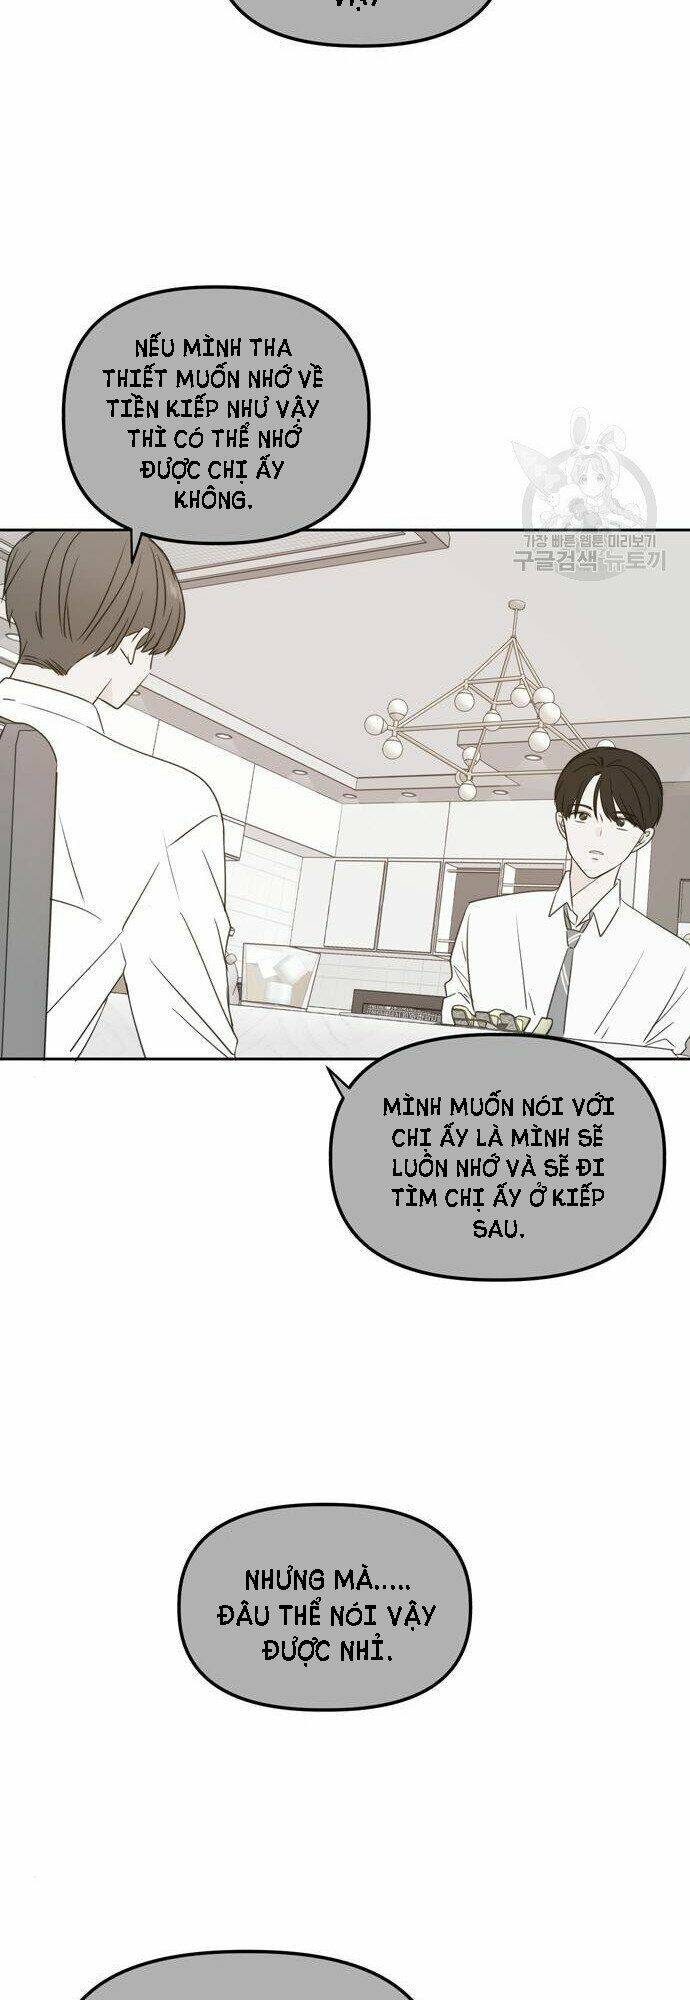 VẬY
NẾU MÌNH THA
THIẾT MUỐN NHỚ VỀ
TIỀN KIẾP NHƯ VẬY
THÌ CÓ THỂ NHỚ
ĐƯỢC CHỊ ẤY
KHÔNG.
가장 빠른 웹툰 미리보기
구글검색 뉴토끼
MÌNH MUỐN NÓI VỚI
CHỊ ẤY LÀ MÌNH SẼ
LUÔN NHỚ VÀ SẼ ĐI
TÌM CHỊ ẤY Ở KIẾP
SAU.
NHƯNG MÀ.....
ĐÂU THỂ NÓI VẬY
ĐƯỢC NHỈ.